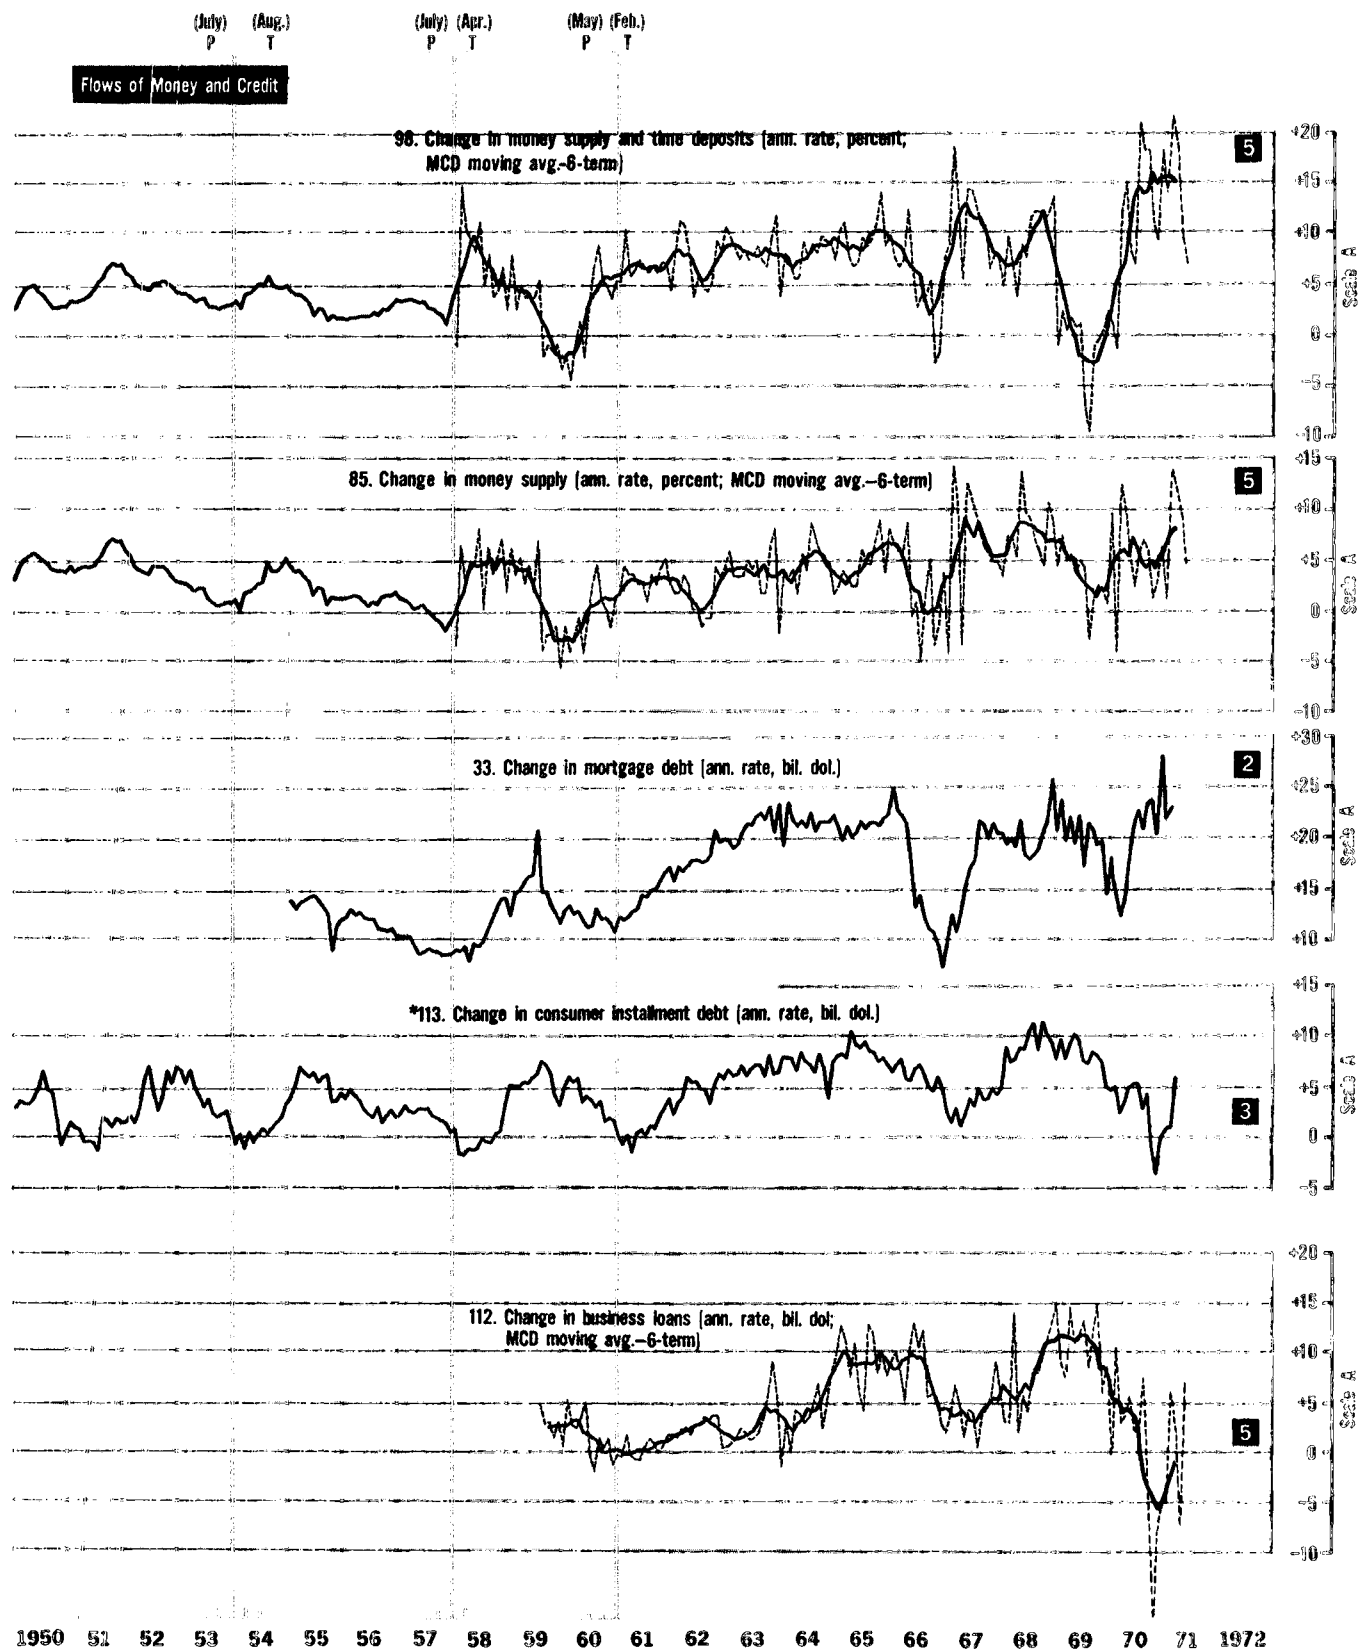 (July) (Aug.) (July) (Apr.) (May) (Feb.)
P T P T P T
Flows of Money and Credit
98. Change in money supply and time deposits (ann. rate, percent;
MCD moving avg.-6-term)
5
+20
+15
+10
+5
0
-5
-10
Scale A
85. Change in money supply (ann. rate, percent; MCD moving avg.-6-term)
5
+15
+10
+5
0
-5
-10
Scale A
33. Change in mortgage debt (ann. rate, bil. dol.)
2
+30
+25
+20
+15
+10
Scale A
*113. Change in consumer installment debt (ann. rate, bil. dol.)
3
+15
+10
+5
0
-5
Scale A
112. Change in business loans (ann. rate, bil. dol;
MCD moving avg.-6-term)
5
+20
+15
+10
+5
0
-5
-10
Scale A
1950 51 52 53 54 55 56 57 58 59 60 61 62 63 64 65 66 67 68 69 70 71 1972